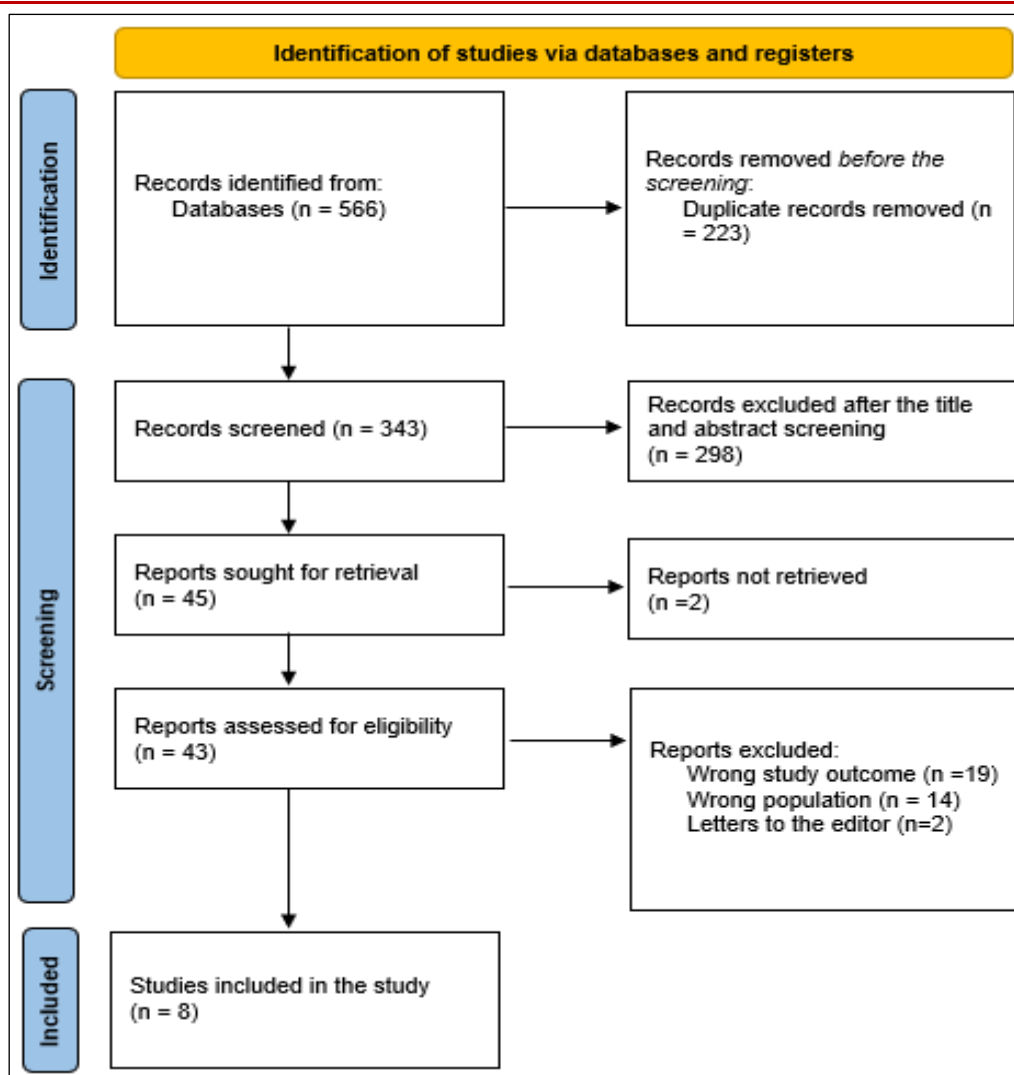 Identification of studies via databases and registers
Identification
Records identified from:
Databases (n = 566)
Records removed before the
screening:
Duplicate records removed (n
= 223)
Screening
Records screened (n = 343)
Records excluded after the title
and abstract screening
(n = 298)
Reports sought for retrieval
(n = 45)
Reports not retrieved
(n =2)
Reports assessed for eligibility
(n = 43)
Reports excluded:
Wrong study outcome (n =19)
Wrong population (n = 14)
Letters to the editor (n=2)
Included
Studies included in the study
(n = 8)